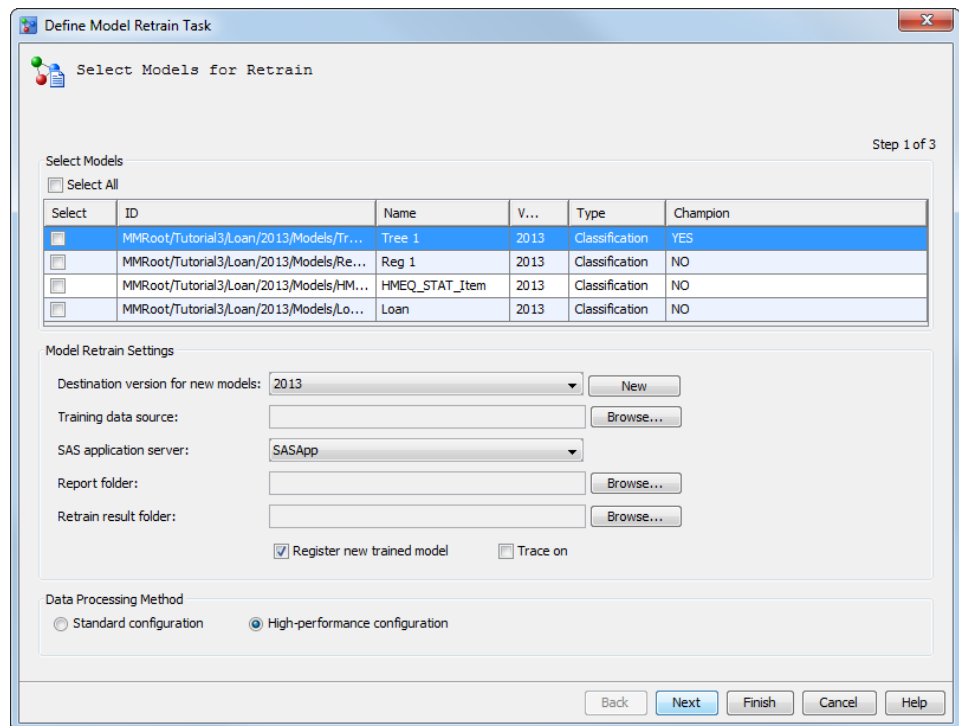 Define Model Retrain Task
Select Models for Retrain
Step 1 of 3
Select Models
Select All
Select ID Name V... Type Champion
MMRoot/Tutorial3/Loan/2013/Models/Tr... Tree 1 2013 Classification YES
MMRoot/Tutorial3/Loan/2013/Models/Re... Reg 1 2013 Classification NO
MMRoot/Tutorial3/Loan/2013/Models/HM... HMEQ_STAT_Item 2013 Classification NO
MMRoot/Tutorial3/Loan/2013/Models/Lo... Loan 2013 Classification NO
Model Retrain Settings
Destination version for new models: 2013 New
Training data source: Browse...
SAS application server: SASApp
Report folder: Browse...
Retrain result folder: Browse...
Register new trained model Trace on
Data Processing Method
Standard configuration High-performance configuration
Back Next Finish Cancel Help